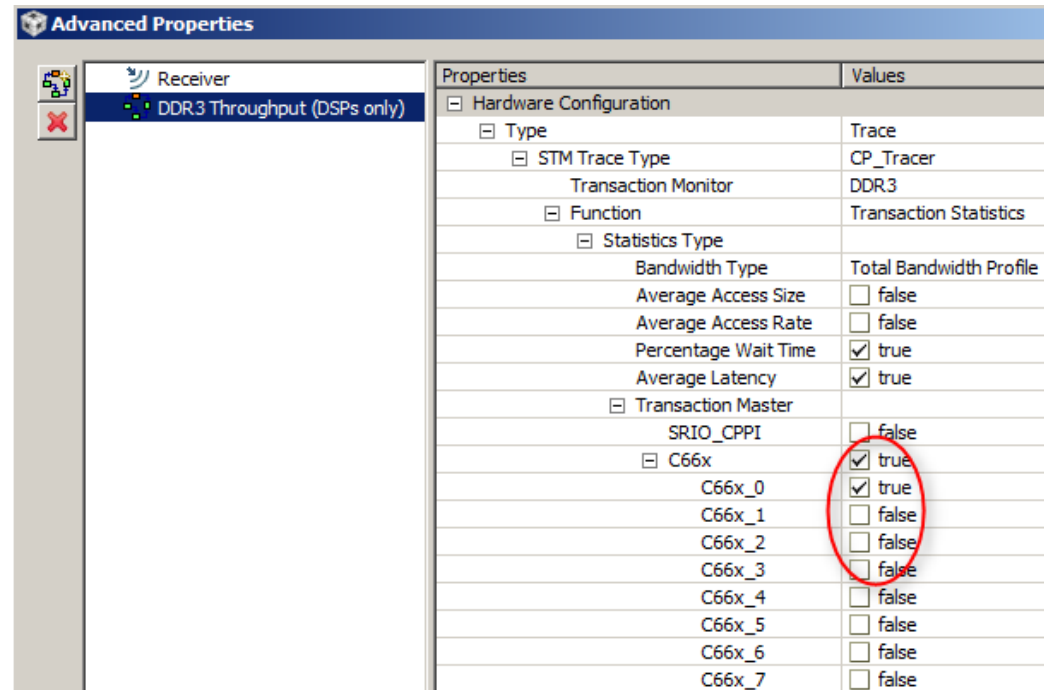 Advanced Properties
Receiver
DDR3 Throughput (DSPs only)
Properties Values
Hardware Configuration
Type Trace
STM Trace Type CP_Tracer
Transaction Monitor DDR3
Function Transaction Statistics
Statistics Type
Bandwidth Type Total Bandwidth Profile
Average Access Size false
Average Access Rate false
Percentage Wait Time true
Average Latency true
Transaction Master
SRIO_CPPI false
C66x true
C66x_0 true
C66x_1 false
C66x_2 false
C66x_3 false
C66x_4 false
C66x_5 false
C66x_6 false
C66x_7 false